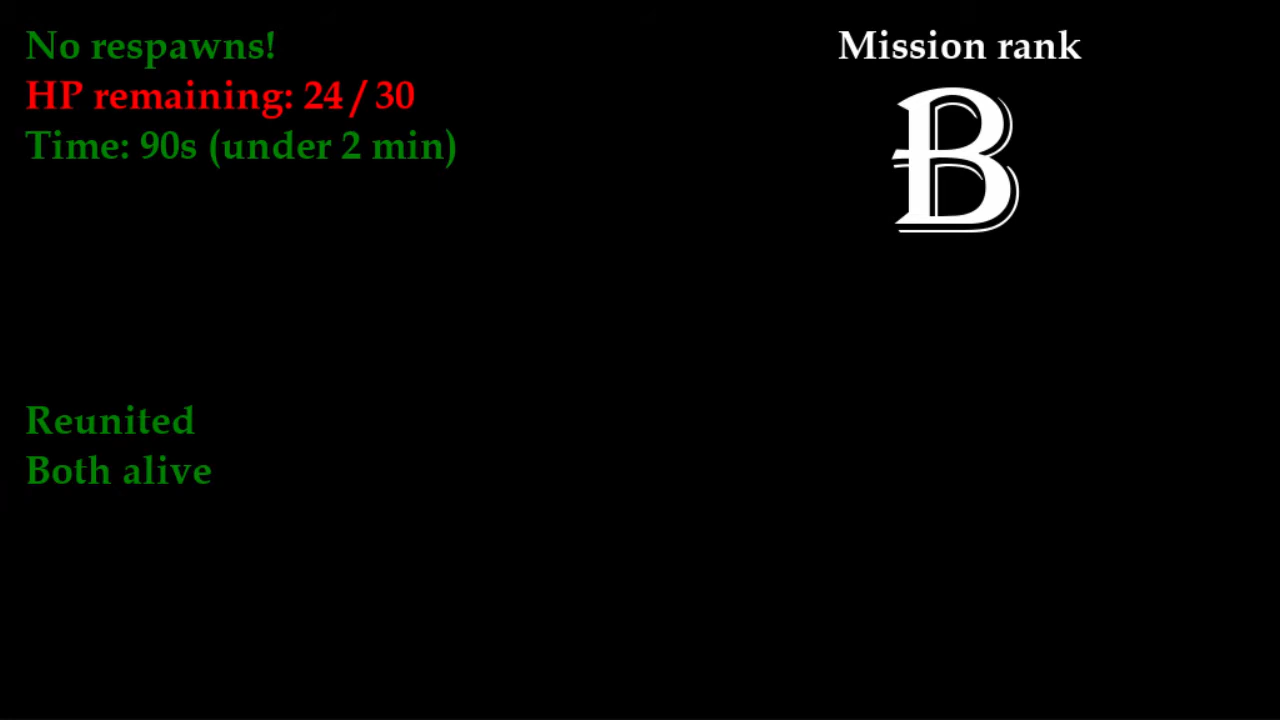 No respawns!
HP remaining: 24 / 30
Time: 90s (under 2 min)
Mission rank
B
Reunited
Both alive